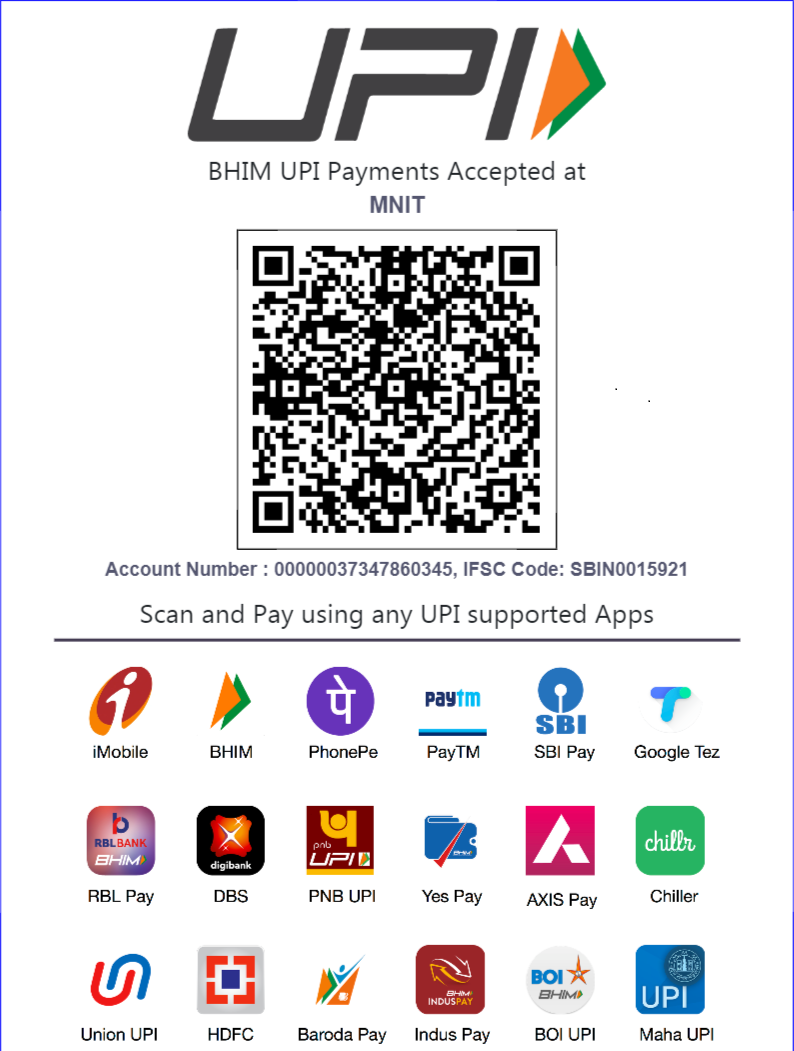 UPI
BHIM UPI Payments Accepted at
MNIT
Account Number : 00000037347860345, IFSC Code: SBIN0015921
Scan and Pay using any UPI supported Apps
i पे paytm SBI
iMobile BHIM PhonePe PayTM SBI Pay Google Tez
b RBLBANK BHIM digibank pnb UPI BHIM chillr
RBL Pay DBS PNB UPI Yes Pay AXIS Pay Chiller
BHIM INDUSPAY BOI BHIM UPI
Union UPI HDFC Baroda Pay Indus Pay BOI UPI Maha UPI